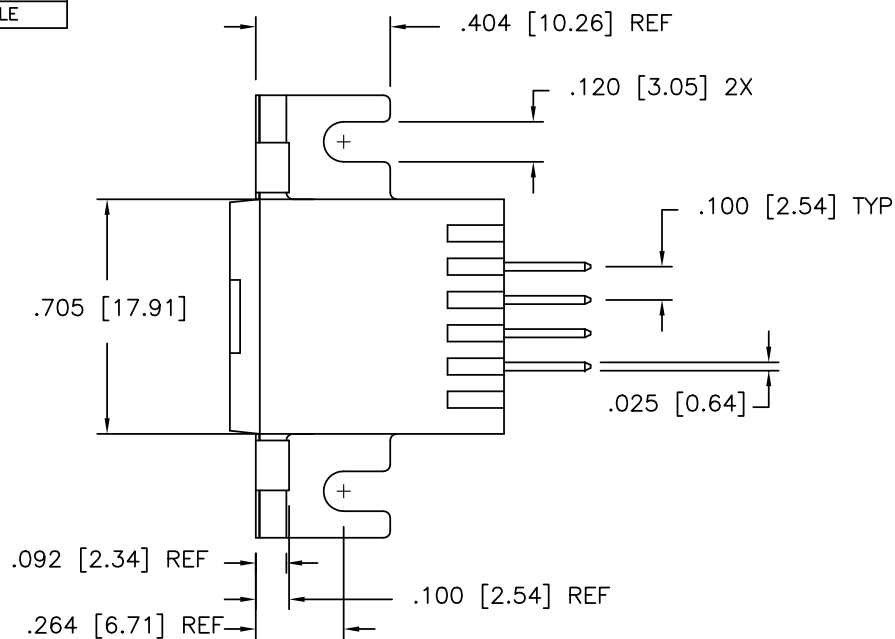 LE
.404 [10.26] REF
.120 [3.05] 2X
.100 [2.54] TYP
.705 [17.91]
.025 [0.64]
.092 [2.34] REF
.100 [2.54] REF
.264 [6.71] REF